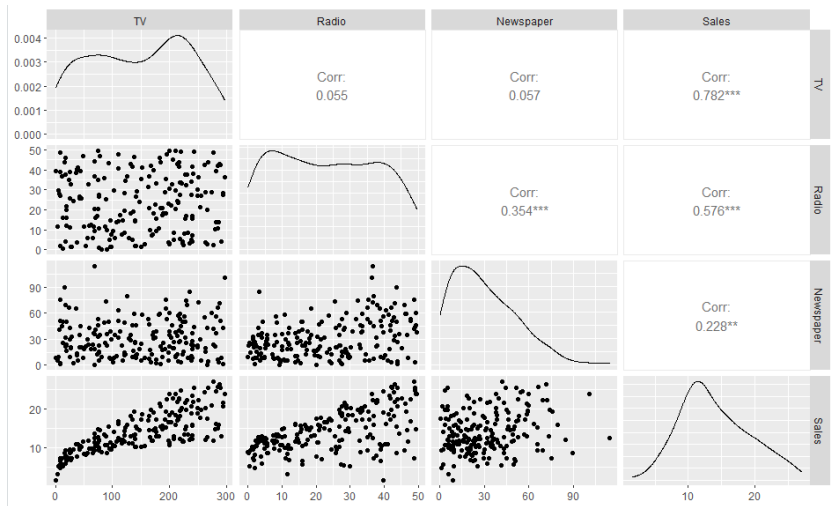 TV Radio Newspaper Sales
0.004
0.003
0.002
0.001
0.000
Corr:
0.055
Corr:
0.057
Corr:
0.782***
TV
50
40
30
20
10
0
Corr:
0.354***
Corr:
0.576***
Radio
90
60
30
0
Corr:
0.228**
Newspaper
20
10
Sales
0 100 200 300 0 10 20 30 40 50 0 30 60 90 10 20